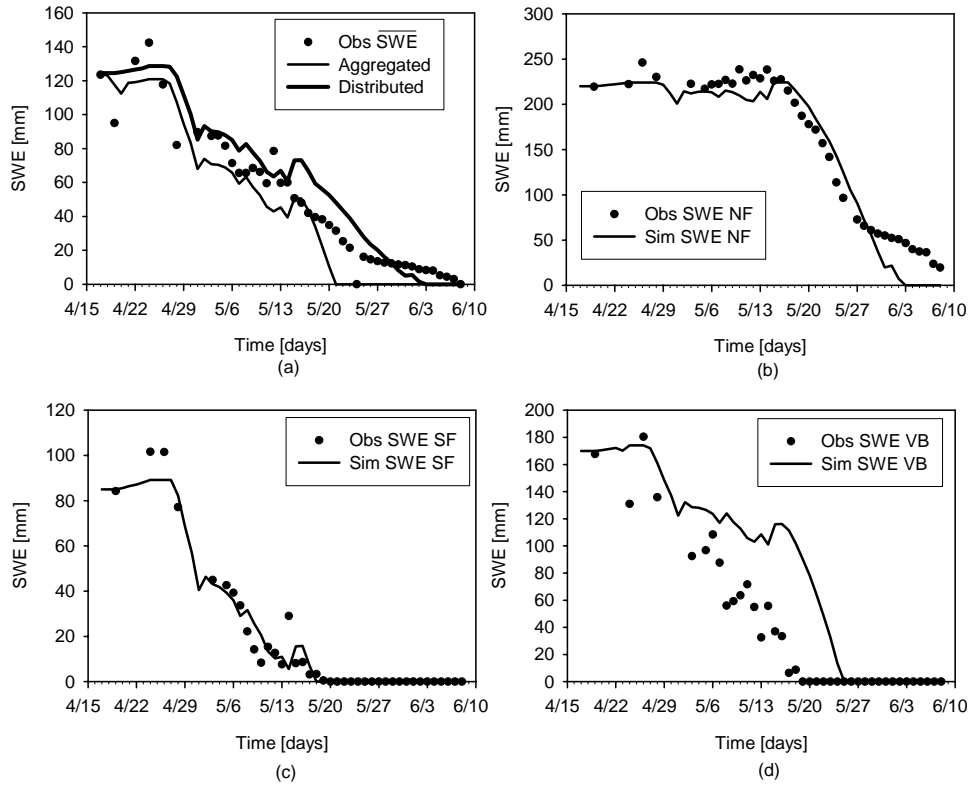 Obs SWE
Aggregated
Distributed
SWE [mm]
140
120
100
80
60
40
20
0
4/15 4/22 4/29 5/6 5/13 5/20 5/27 6/3 6/10
Time [days]
(a)
Obs SWE NF
Sim SWE NF
SWE [mm]
300
250
200
150
100
50
0
4/15 4/22 4/29 5/6 5/13 5/20 5/27 6/3 6/10
Time [days]
(b)
Obs SWE SF
Sim SWE SF
SWE [mm]
120
100
80
60
40
20
0
4/15 4/22 4/29 5/6 5/13 5/20 5/27 6/3 6/10
Time [days]
(c)
Obs SWE VB
Sim SWE VB
SWE [mm]
200
180
160
140
120
100
80
60
40
20
0
4/15 4/22 4/29 5/6 5/13 5/20 5/27 6/3 6/10
Time [days]
(d)